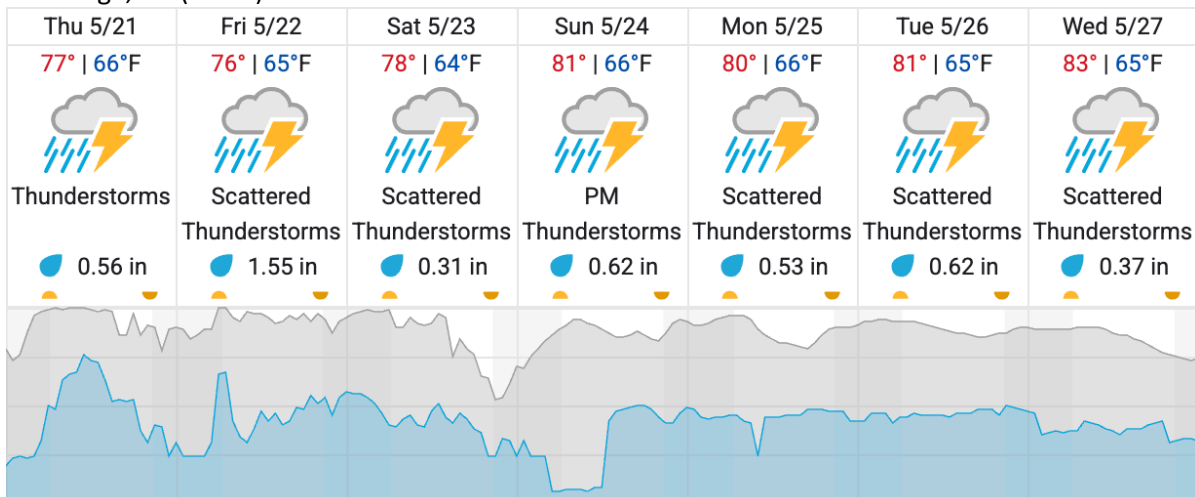 Thu 5/21 Fri 5/22 Sat 5/23 Sun 5/24 Mon 5/25 Tue 5/26 Wed 5/27
77° | 66°F 76° | 65°F 78° | 64°F 81° | 66°F 80° | 66°F 81° | 65°F 83° | 65°F
Thunderstorms Scattered Scattered PM Scattered Scattered Scattered
Thunderstorms Thunderstorms Thunderstorms Thunderstorms Thunderstorms Thunderstorms
0.56 in 1.55 in 0.31 in 0.62 in 0.53 in 0.62 in 0.37 in